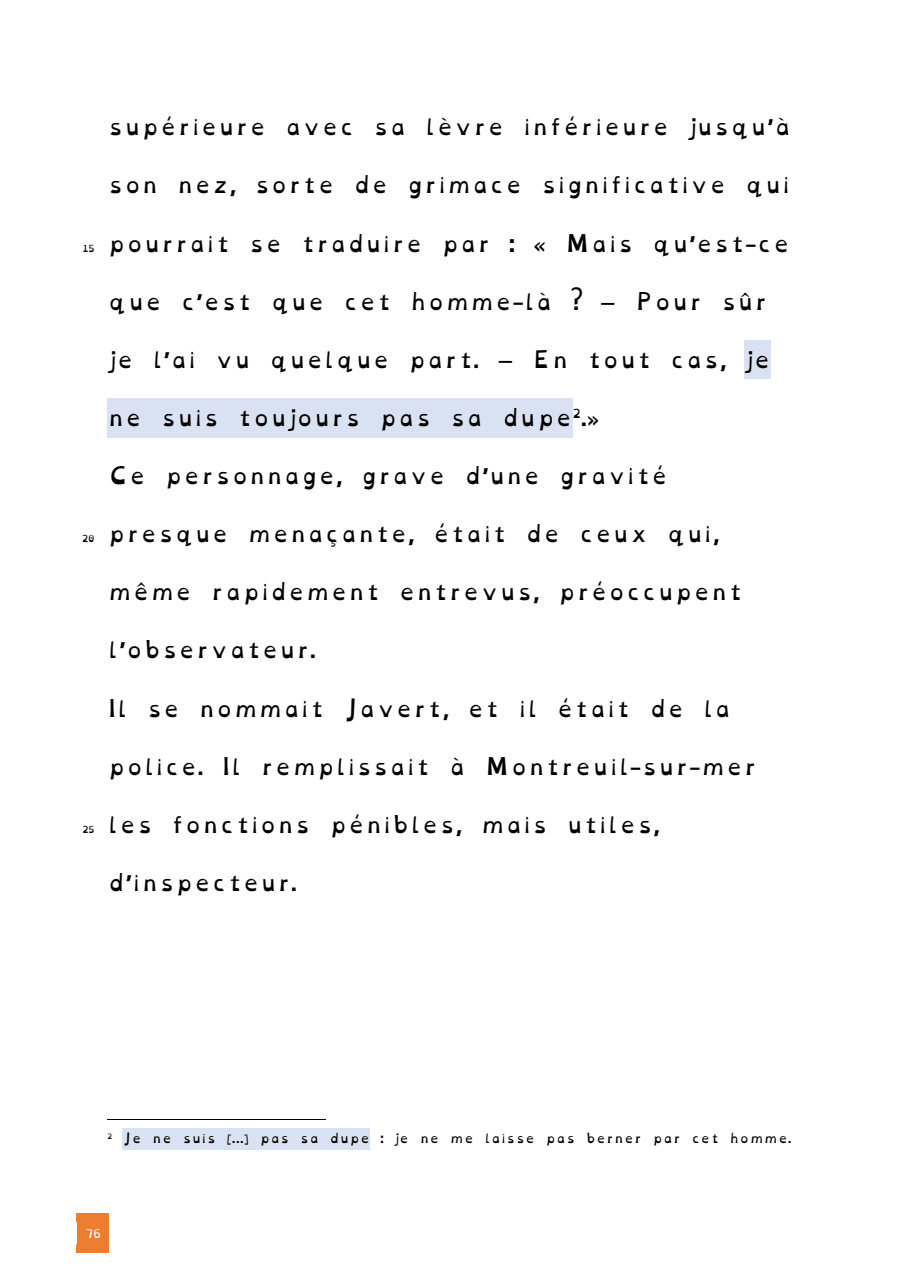 supérieure avec sa lèvre inférieure jusqu'à
son nez, sorte de grimace significative qui
15 pourrait se traduire par : « Mais qu'est-ce
que c'est que cet homme-là ? – Pour sûr
je l'ai vu quelque part. – En tout cas, je
ne suis toujours pas sa dupe².»
Ce personnage, grave d'une gravité
20 presque menaçante, était de ceux qui,
même rapidement entrevus, préoccupent
l'observateur.
Il se nommait Javert, et il était de la
police. Il remplissait à Montreuil-sur-mer
25 les fonctions pénibles, mais utiles,
d'inspecteur.
² Je ne suis [...] pas sa dupe : je ne me laisse pas berner par cet homme.
76